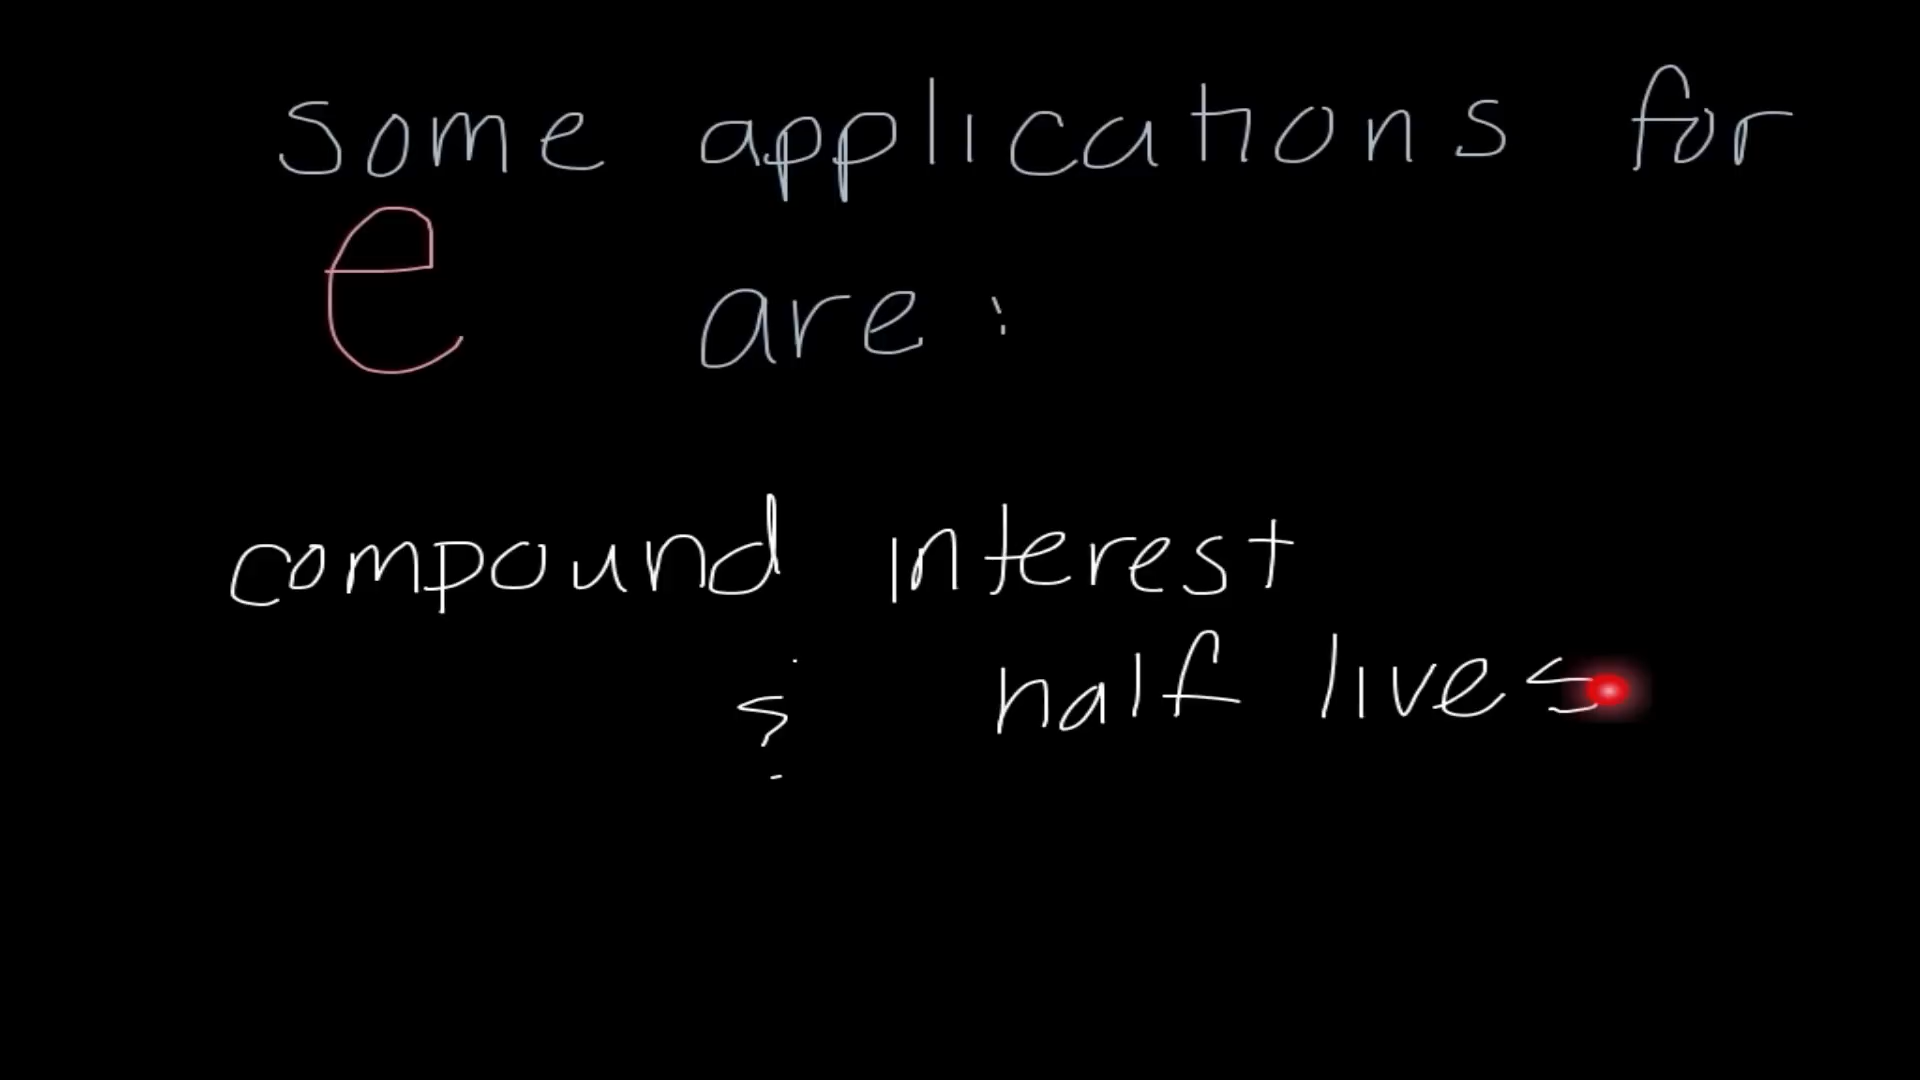 some applications for
e are:
compound interest
& half lives